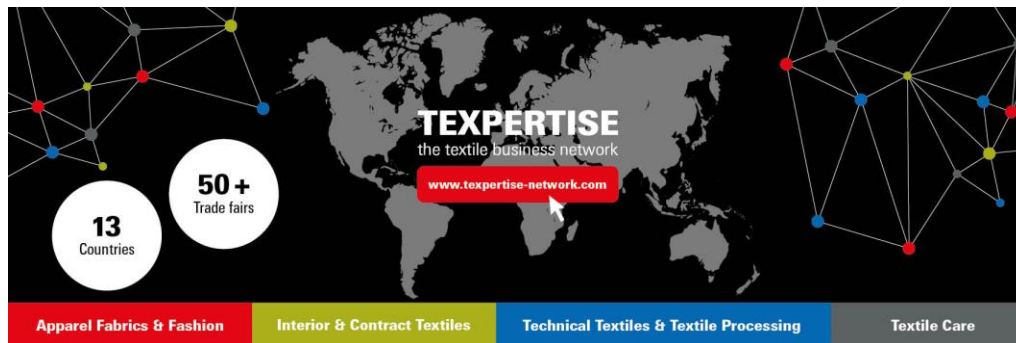 TEXPERTISE
the textile business network
www.texpertise-network.com
50 +
Trade fairs
13
Countries
Apparel Fabrics & Fashion
Interior & Contract Textiles
Technical Textiles & Textile Processing
Textile Care